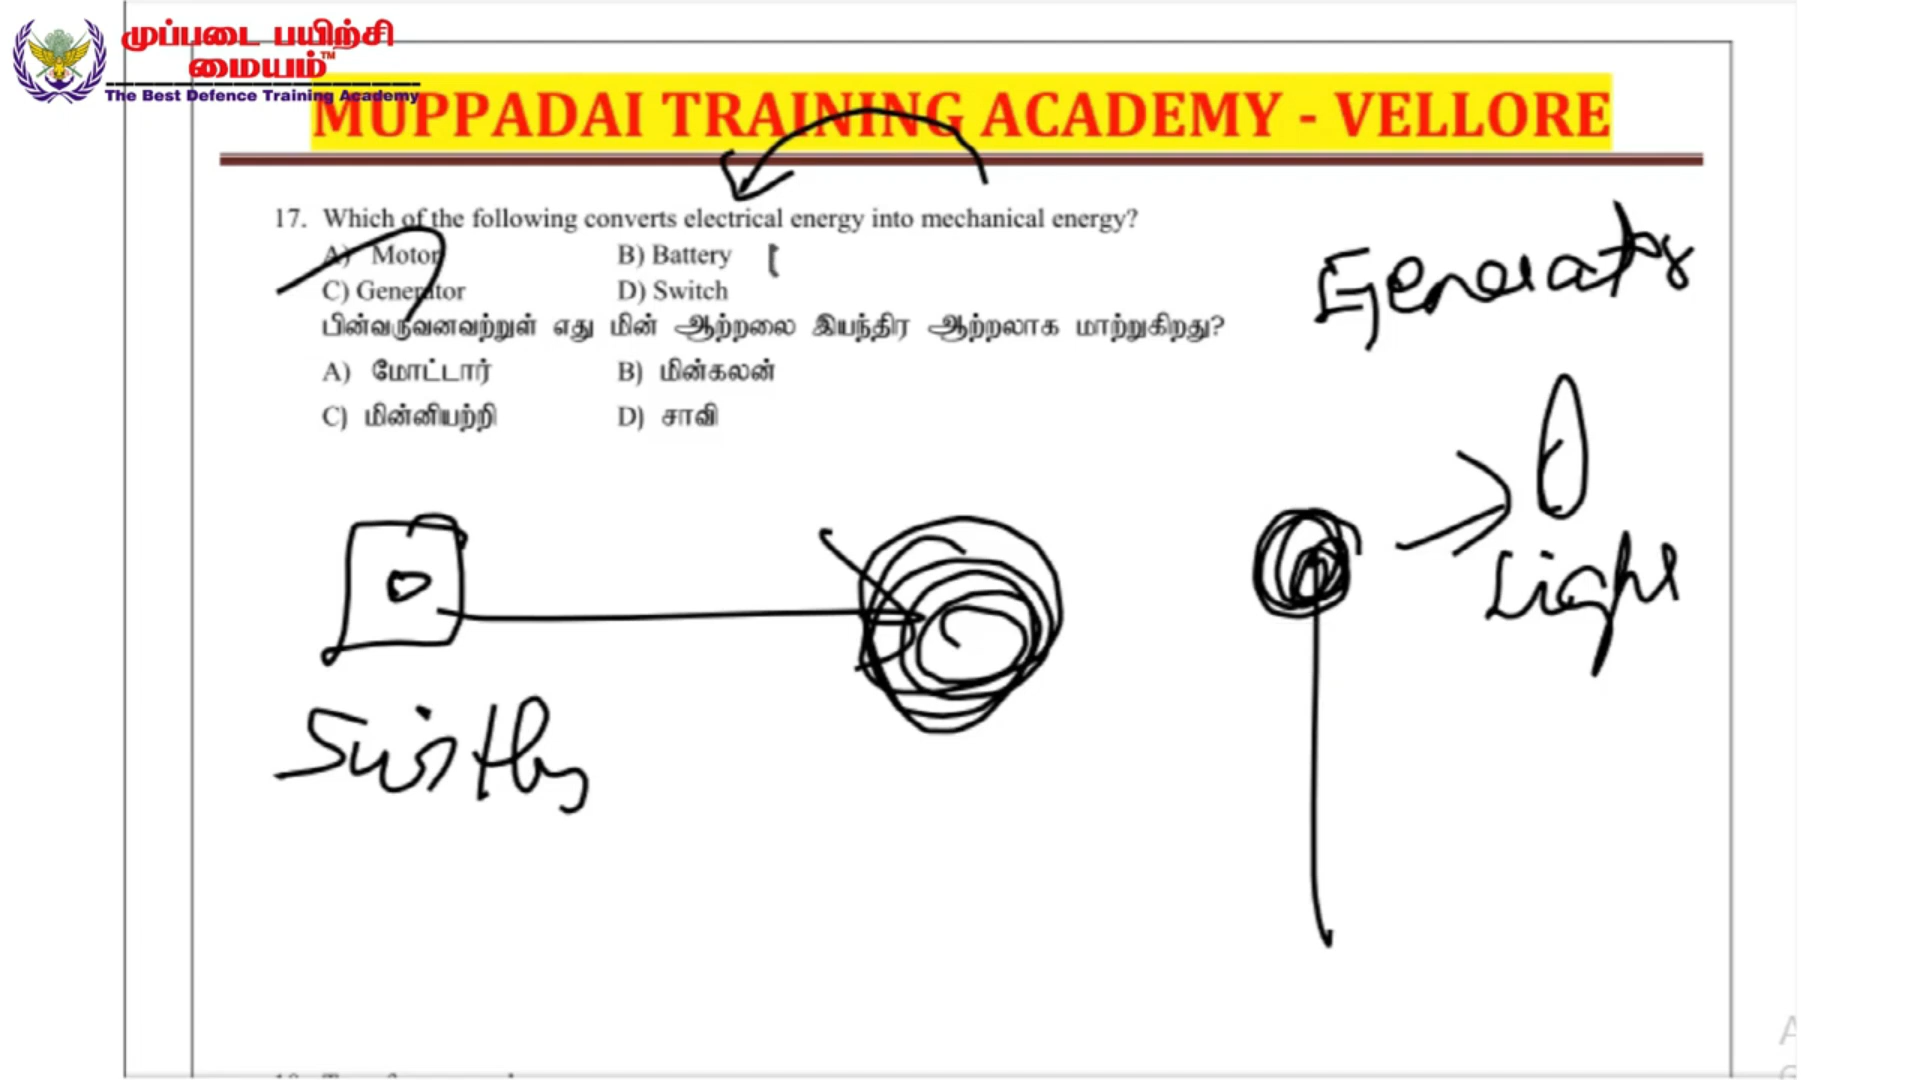 முப்படை பயிற்சி
மையம்™
The Best Defence Training Academy
MUPPADAI TRAINING ACADEMY - VELLORE
17. Which of the following converts electrical energy into mechanical energy?
A) Motor B) Battery
C) Generator D) Switch
பின்வருவனவற்றுள் எது மின் ஆற்றலை இயந்திர ஆற்றலாக மாற்றுகிறது?
A) மோட்டார் B) மின்கலன்
C) மின்னியற்றி D) சாவி
Generator
Light